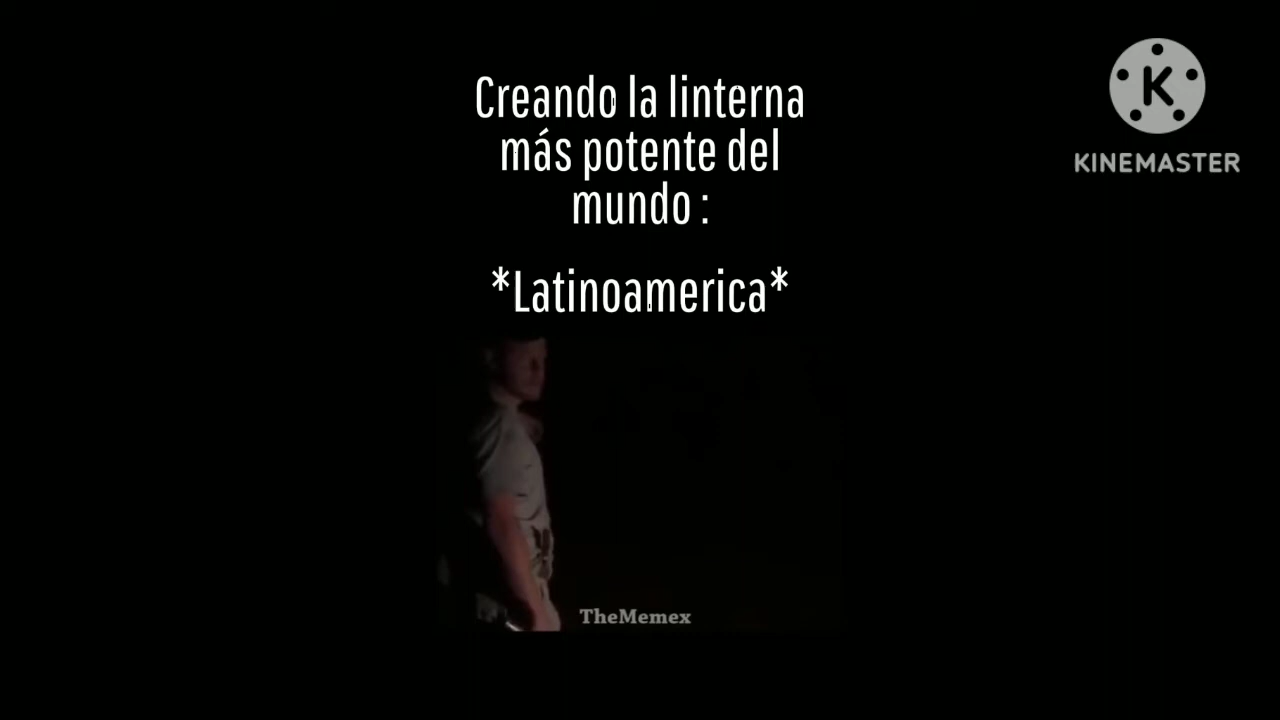 Creando la linterna
más potente del
mundo :
*Latinoamerica*
K
KINEMASTER
TheMemex